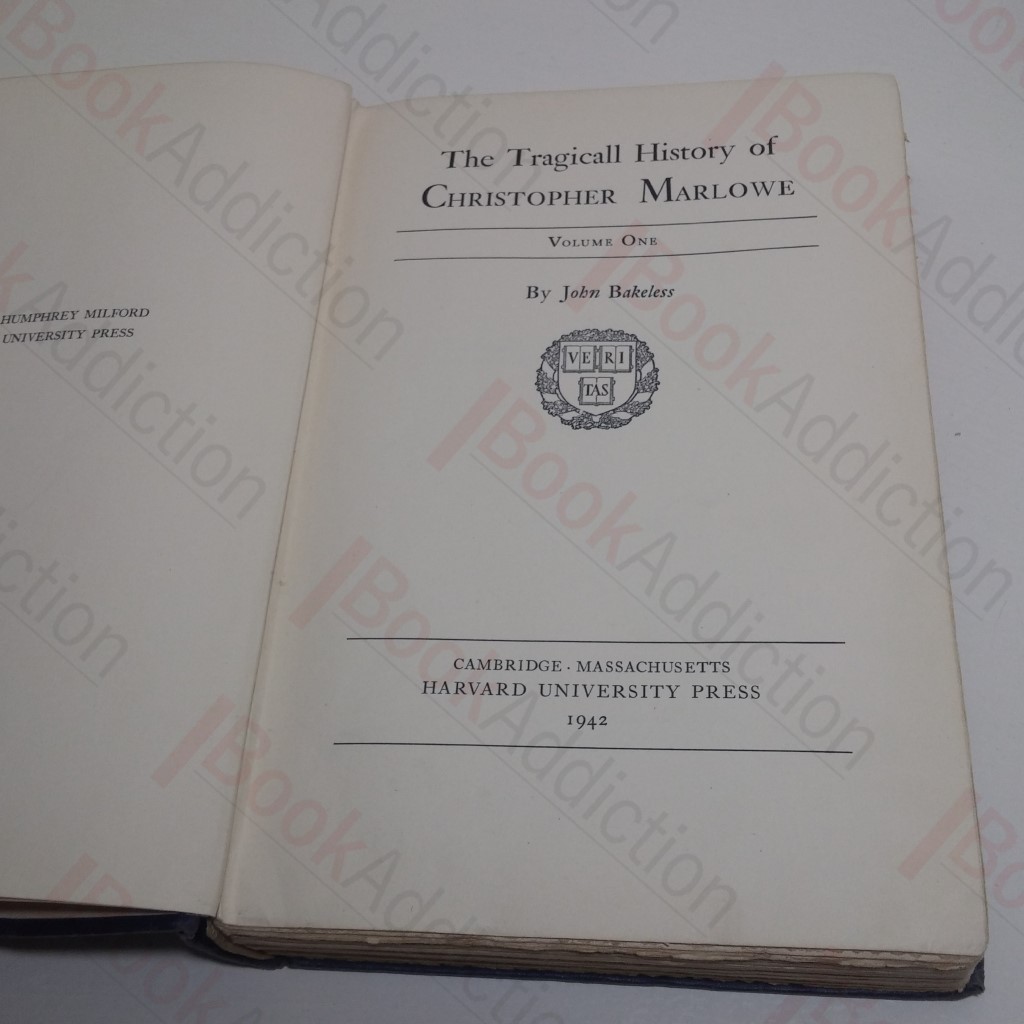 HUMPHREY MILFORD
UNIVERSITY PRESS
The Tragicall History of
CHRISTOPHER MARLOWE
VOLUME ONE
By John Bakeless
VE RI
TAS
CAMBRIDGE · MASSACHUSETTS
HARVARD UNIVERSITY PRESS
1942
BookAddiction